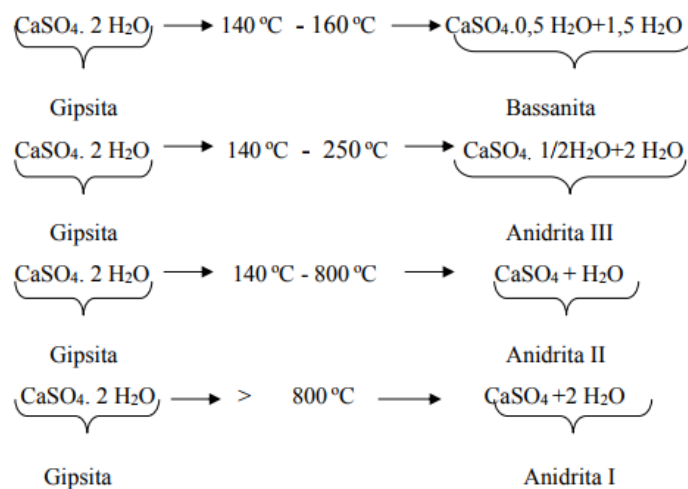 CaSO₄. 2 H₂O ⟶ 140 ºC - 160 ºC ⟶ CaSO₄.0,5 H₂O+1,5 H₂O
Gipsita Bassanita
CaSO₄. 2 H₂O ⟶ 140 ºC - 250 ºC ⟶ CaSO₄. 1/2H₂O+2 H₂O
Gipsita Anidrita III
CaSO₄. 2 H₂O ⟶ 140 ºC - 800 ºC ⟶ CaSO₄ + H₂O
Gipsita Anidrita II
CaSO₄. 2 H₂O ⟶ > 800 ºC ⟶ CaSO₄ +2 H₂O
Gipsita Anidrita I